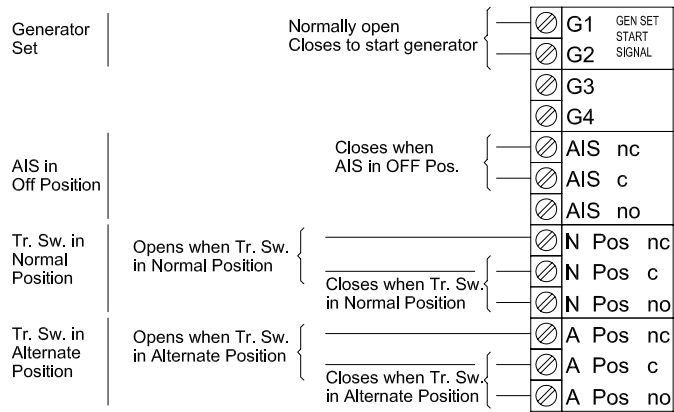 Generator
Set
Normally open
Closes to start generator
G1
GEN SET
START
SIGNAL
G2
G3
G4
AIS in
Off Position
Closes when
AIS in OFF Pos.
AIS nc
AIS c
AIS no
Tr. Sw. in
Normal
Position
Opens when Tr. Sw.
in Normal Position
Closes when Tr. Sw.
in Normal Position
N Pos nc
N Pos c
N Pos no
Tr. Sw. in
Alternate
Position
Opens when Tr. Sw.
in Alternate Position
Closes when Tr. Sw.
in Alternate Position
A Pos nc
A Pos c
A Pos no